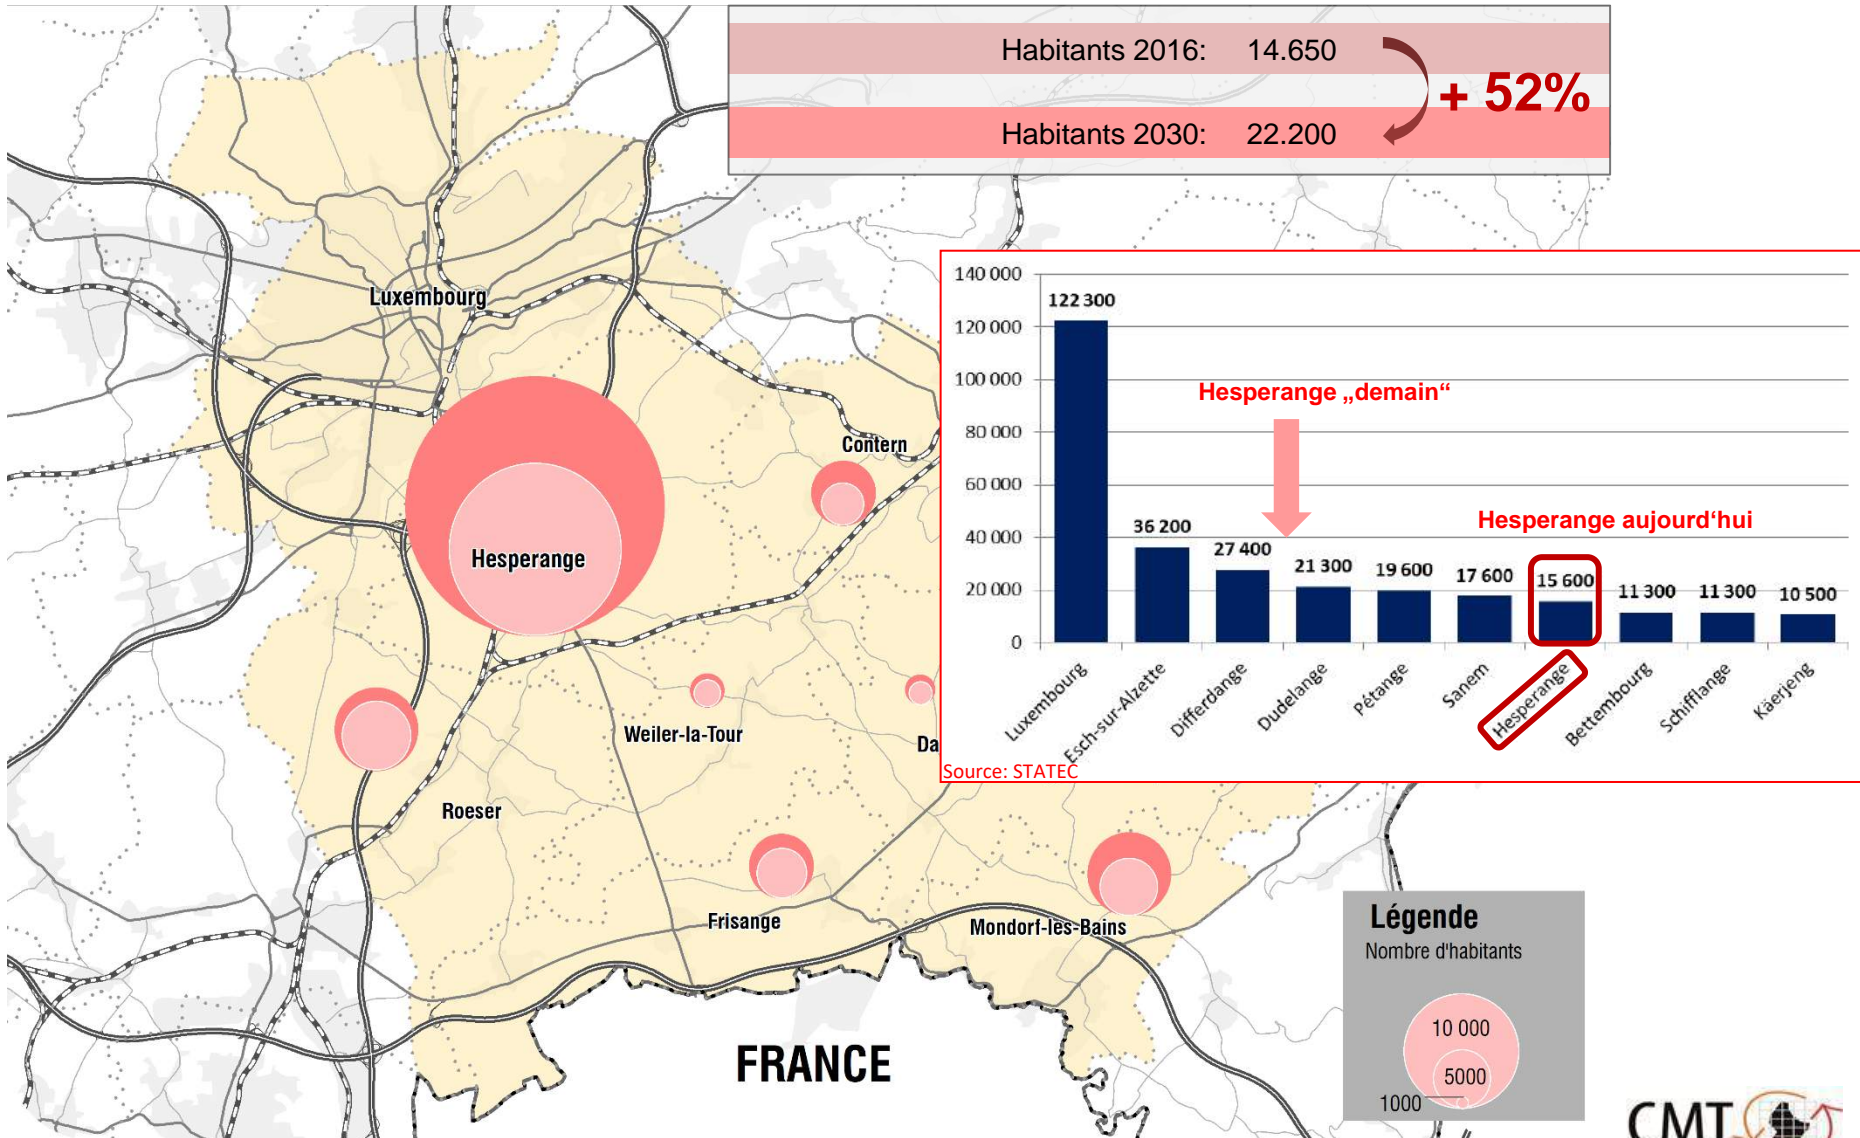 Habitants 2016: 14.650
+ 52%
Habitants 2030: 22.200
Luxembourg
Hesperange
Contern
Weiler-la-Tour
Da
Roeser
Frisange
Mondorf-les-Bains
FRANCE
140 000
120 000
100 000
80 000
60 000
40 000
20 000
0
122 300
36 200
27 400
21 300
19 600
17 600
15 600
11 300
11 300
10 500
Hesperange „demain“
Hesperange aujourd‘hui
Luxembourg
Esch-sur-Alzette
Differdange
Dudelange
Pétange
Sanem
Hesperange
Bettembourg
Schifflange
Käerjeng
Source: STATEC
Légende
Nombre d'habitants
10 000
5000
1000
CMT